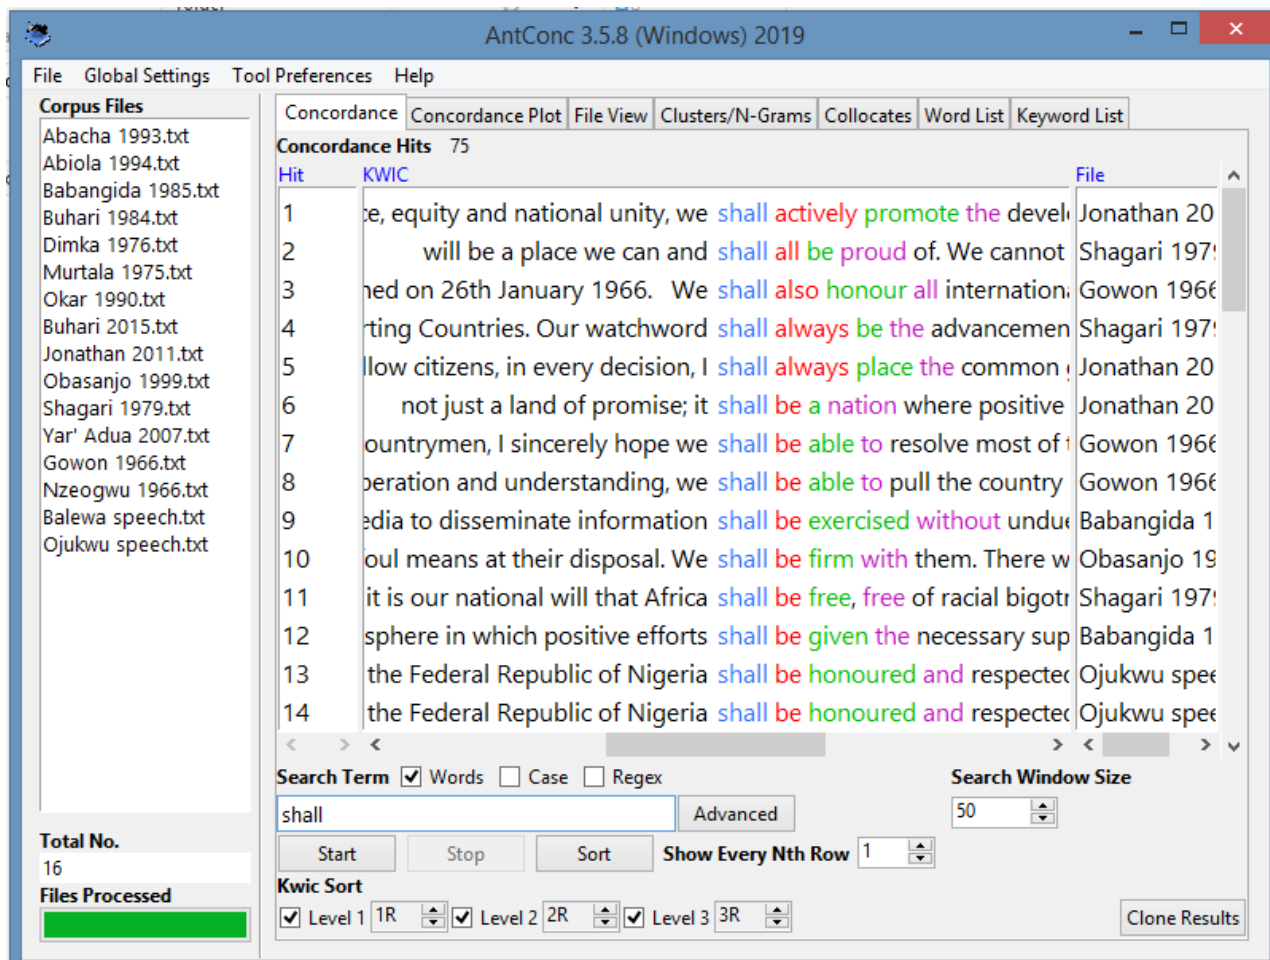 AntConc 3.5.8 (Windows) 2019
File Global Settings Tool Preferences Help
Corpus Files
Abacha 1993.txt
Abiola 1994.txt
Babangida 1985.txt
Buhari 1984.txt
Dimka 1976.txt
Murtala 1975.txt
Okar 1990.txt
Buhari 2015.txt
Jonathan 2011.txt
Obasanjo 1999.txt
Shagari 1979.txt
Yar' Adua 2007.txt
Gowon 1966.txt
Nzeogwu 1966.txt
Balewa speech.txt
Ojukwu speech.txt
Total No.
16
Files Processed
Concordance Concordance Plot File View Clusters/N-Grams Collocates Word List Keyword List
Concordance Hits 75
Hit KWIC File
1 ce, equity and national unity, we shall actively promote the devel Jonathan 20
2 will be a place we can and shall all be proud of. We cannot Shagari 197
3 ned on 26th January 1966. We shall also honour all internation Gowon 1966
4 rting Countries. Our watchword shall always be the advancemen Shagari 197
5 llow citizens, in every decision, I shall always place the common Jonathan 20
6 not just a land of promise; it shall be a nation where positive Jonathan 20
7 ountrymen, I sincerely hope we shall be able to resolve most of Gowon 1966
8 peration and understanding, we shall be able to pull the country Gowon 1966
9 edia to disseminate information shall be exercised without undue Babangida 1
10 oul means at their disposal. We shall be firm with them. There w Obasanjo 19
11 it is our national will that Africa shall be free, free of racial bigotr Shagari 197
12 sphere in which positive efforts shall be given the necessary sup Babangida 1
13 the Federal Republic of Nigeria shall be honoured and respected Ojukwu spee
14 the Federal Republic of Nigeria shall be honoured and respected Ojukwu spee
Search Term Words Case Regex Search Window Size
shall Advanced 50
Start Stop Sort Show Every Nth Row 1
Kwic Sort
Level 1 1R Level 2 2R Level 3 3R Clone Results